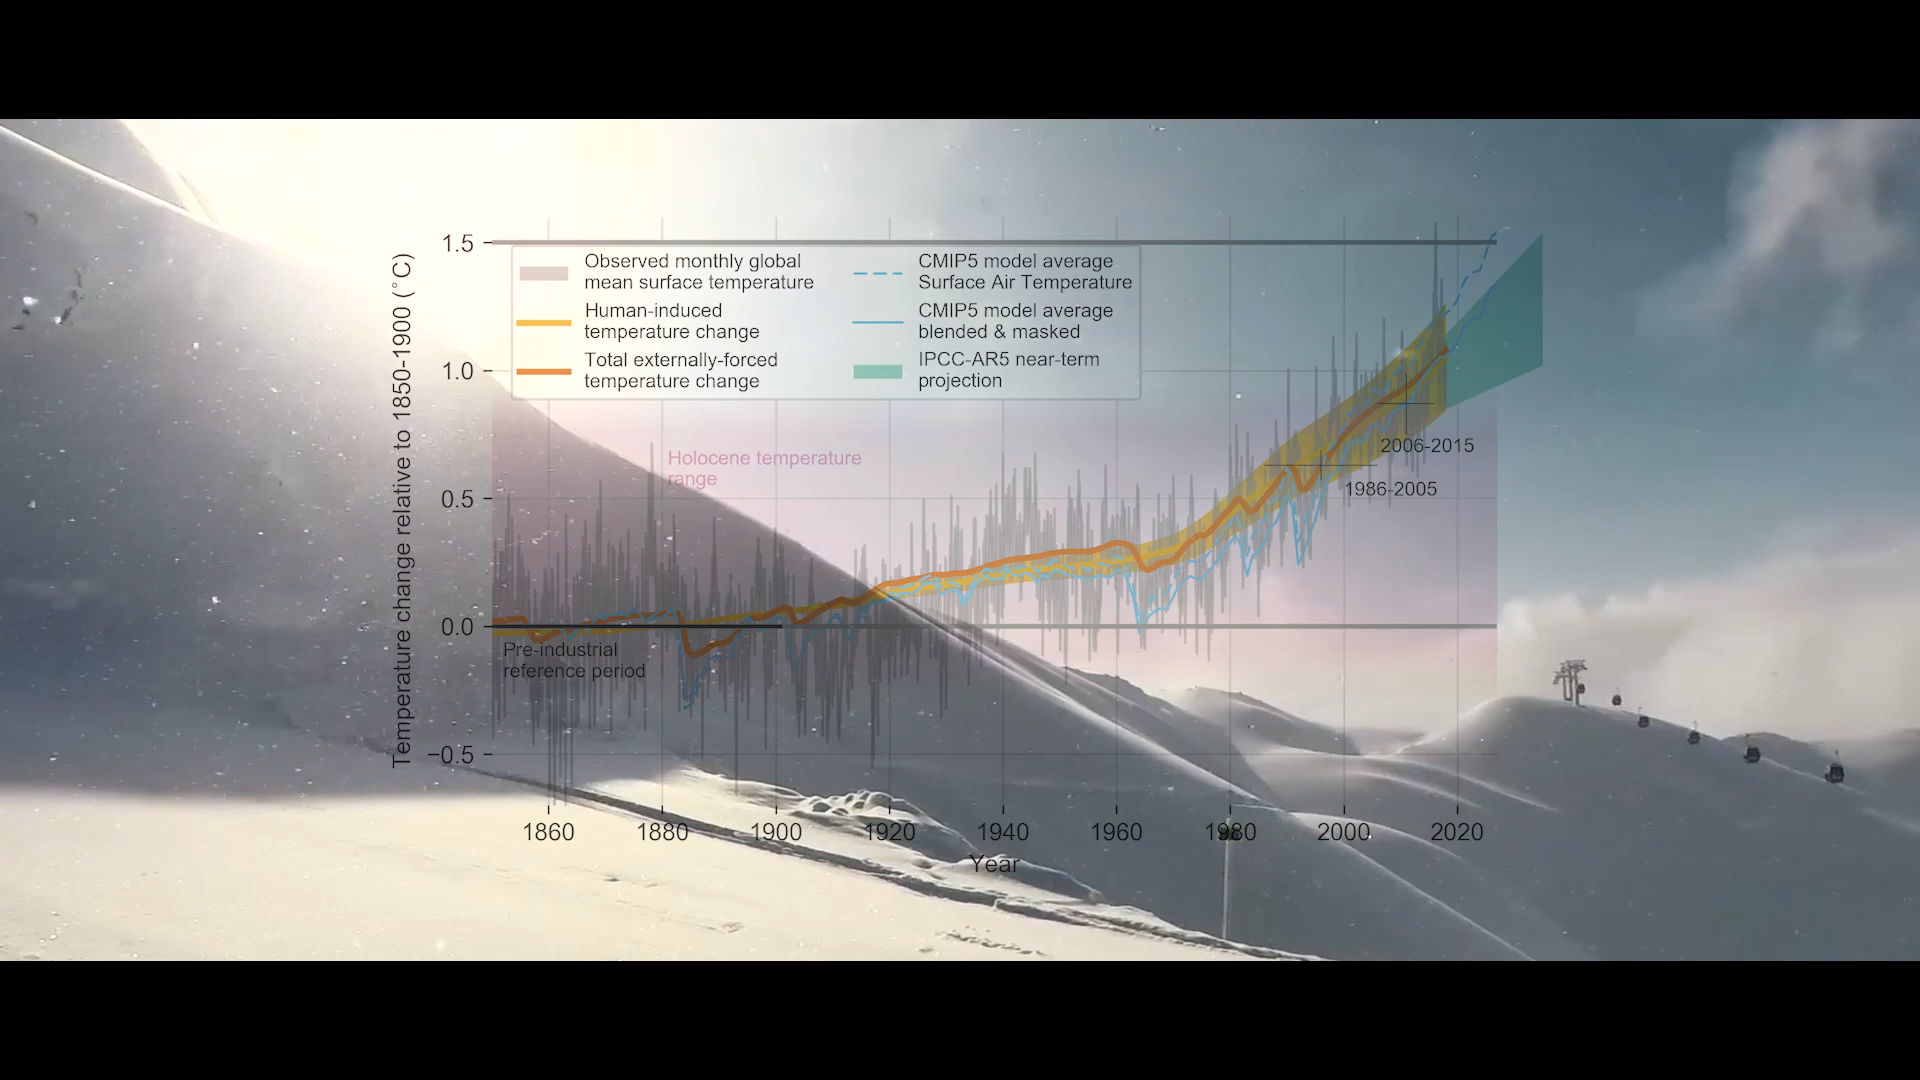 1.5
1.0
0.5
0.0
−0.5
Temperature change relative to 1850-1900 (°C)
Observed monthly global
mean surface temperature
Human-induced
temperature change
Total externally-forced
temperature change
CMIP5 model average
Surface Air Temperature
CMIP5 model average
blended & masked
IPCC-AR5 near-term
projection
Holocene temperature
range
2006-2015
1986-2005
Pre-industrial
reference period
1860 1880 1900 1920 1940 1960 1980 2000 2020
Year